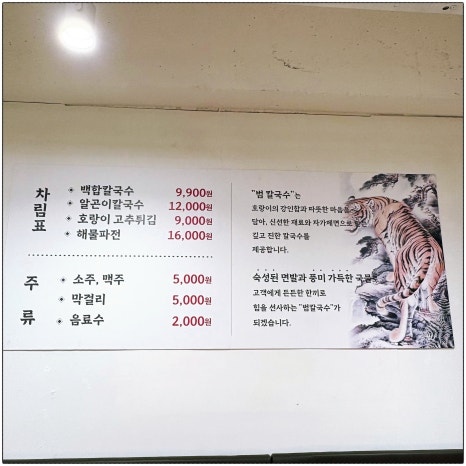 차림표
백합칼국수 9,900원
알곤이칼국수 12,000원
호랑이 고추튀김 9,000원
해물파전 16,000원
주류
소주, 맥주 5,000원
막걸리 5,000원
음료수 2,000원
"범 칼국수"는
호랑이의 강인함과 따뜻한 마음을
담아, 신선한 재료와 자가제면으로
깊고 진한 칼국수를
제공합니다.
숙성된 면발과 풍미 가득한 국물을
고객에게 든든한 한끼로
힘을 선사하는 "범칼국수"가
되겠습니다.